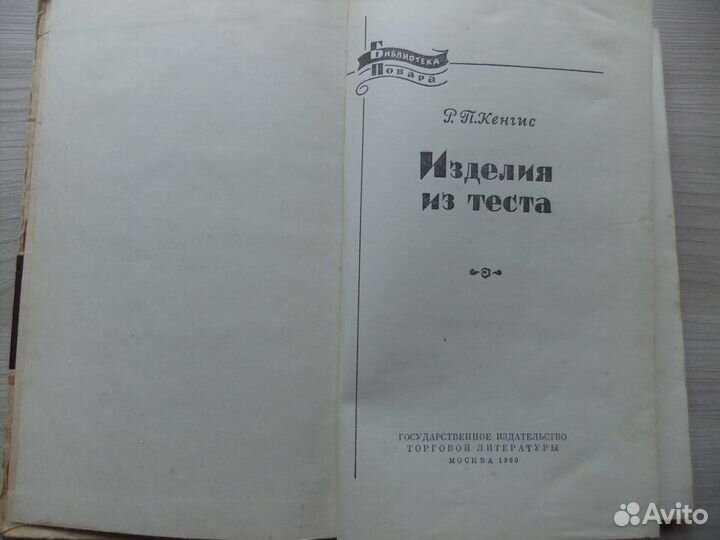 Библиотека
Повара
Р. П. Кенгис
Изделия
из теста
ГОСУДАРСТВЕННОЕ ИЗДАТЕЛЬСТВО
ТОРГОВОЙ ЛИТЕРАТУРЫ
МОСКВА 1960
Avito